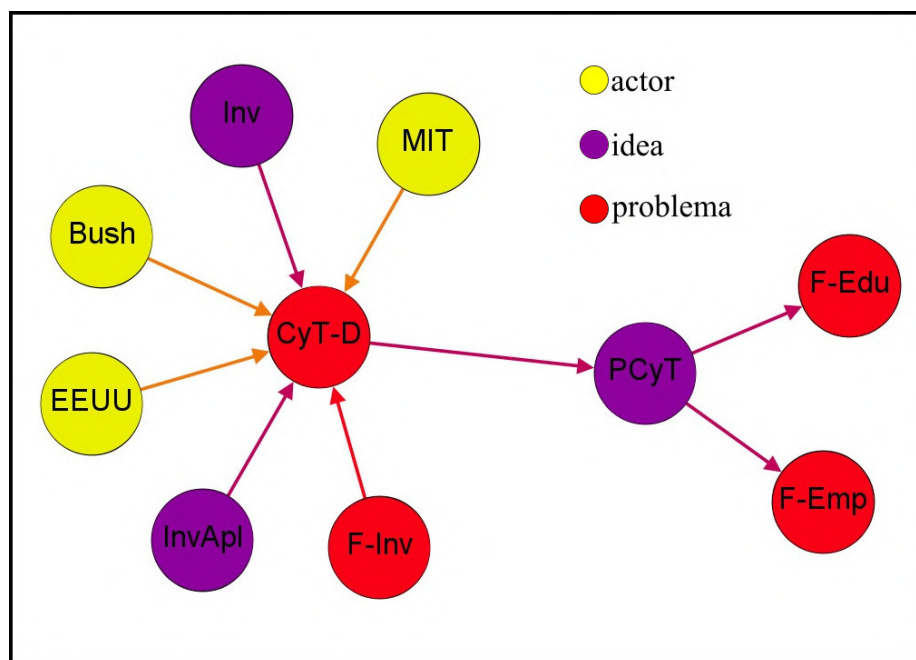 Inv
MIT
Bush
CyT-D
EEUU
InvApl
F-Inv
PCyT
F-Edu
F-Emp
actor
idea
problema